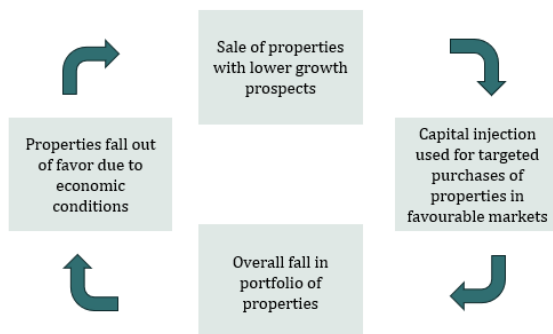 Sale of properties
with lower growth
prospects
Properties fall out
of favor due to
economic
conditions
Capital injection
used for targeted
purchases of
properties in
favourable markets
Overall fall in
portfolio of
properties